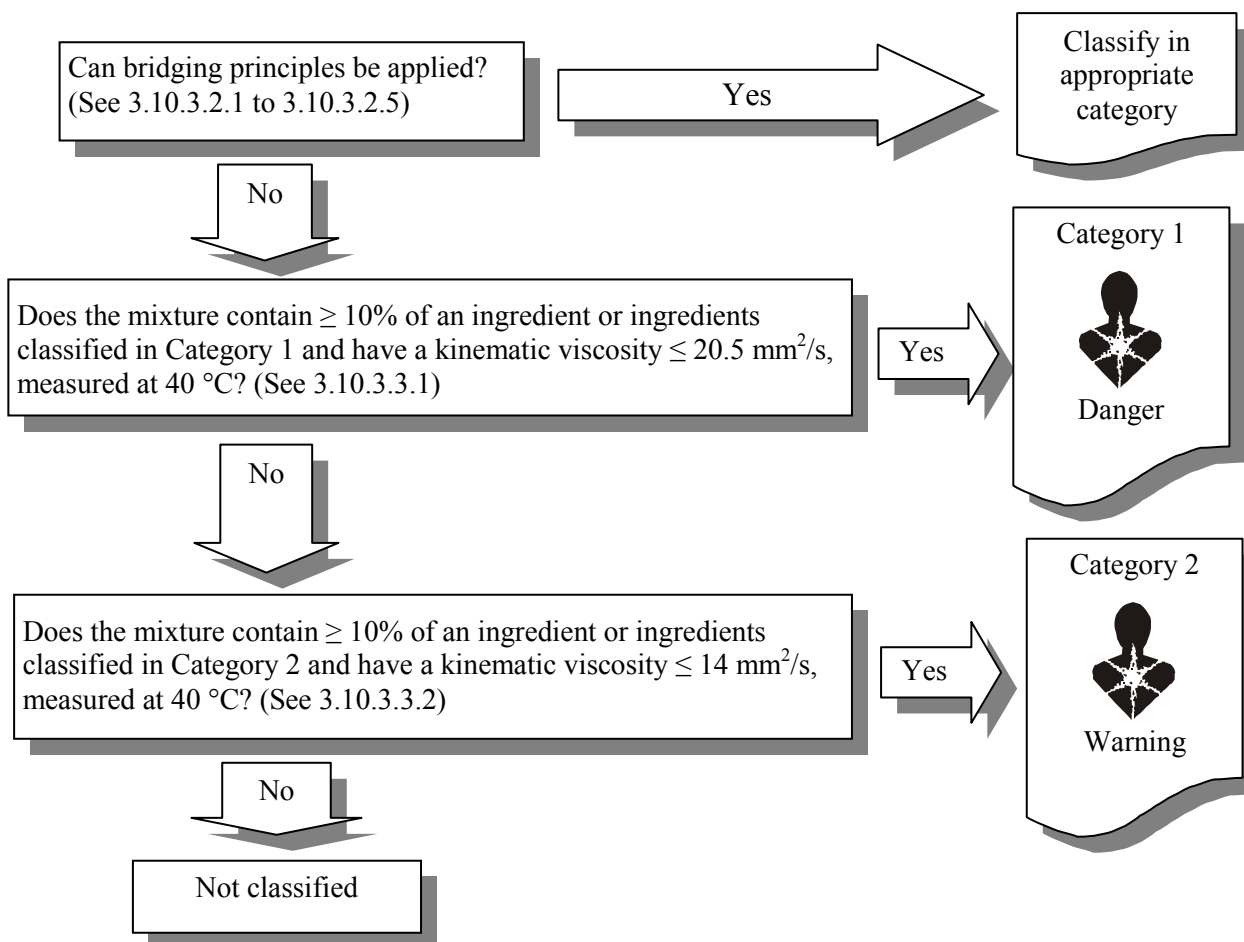 Can bridging principles be applied?
(See 3.10.3.2.1 to 3.10.3.2.5)
Yes
Classify in
appropriate
category
No
Does the mixture contain ≥ 10% of an ingredient or ingredients
classified in Category 1 and have a kinematic viscosity ≤ 20.5 mm²/s,
measured at 40 °C? (See 3.10.3.3.1)
Yes
Category 1
Danger
No
Does the mixture contain ≥ 10% of an ingredient or ingredients
classified in Category 2 and have a kinematic viscosity ≤ 14 mm²/s,
measured at 40 °C? (See 3.10.3.3.2)
Yes
Category 2
Warning
No
Not classified